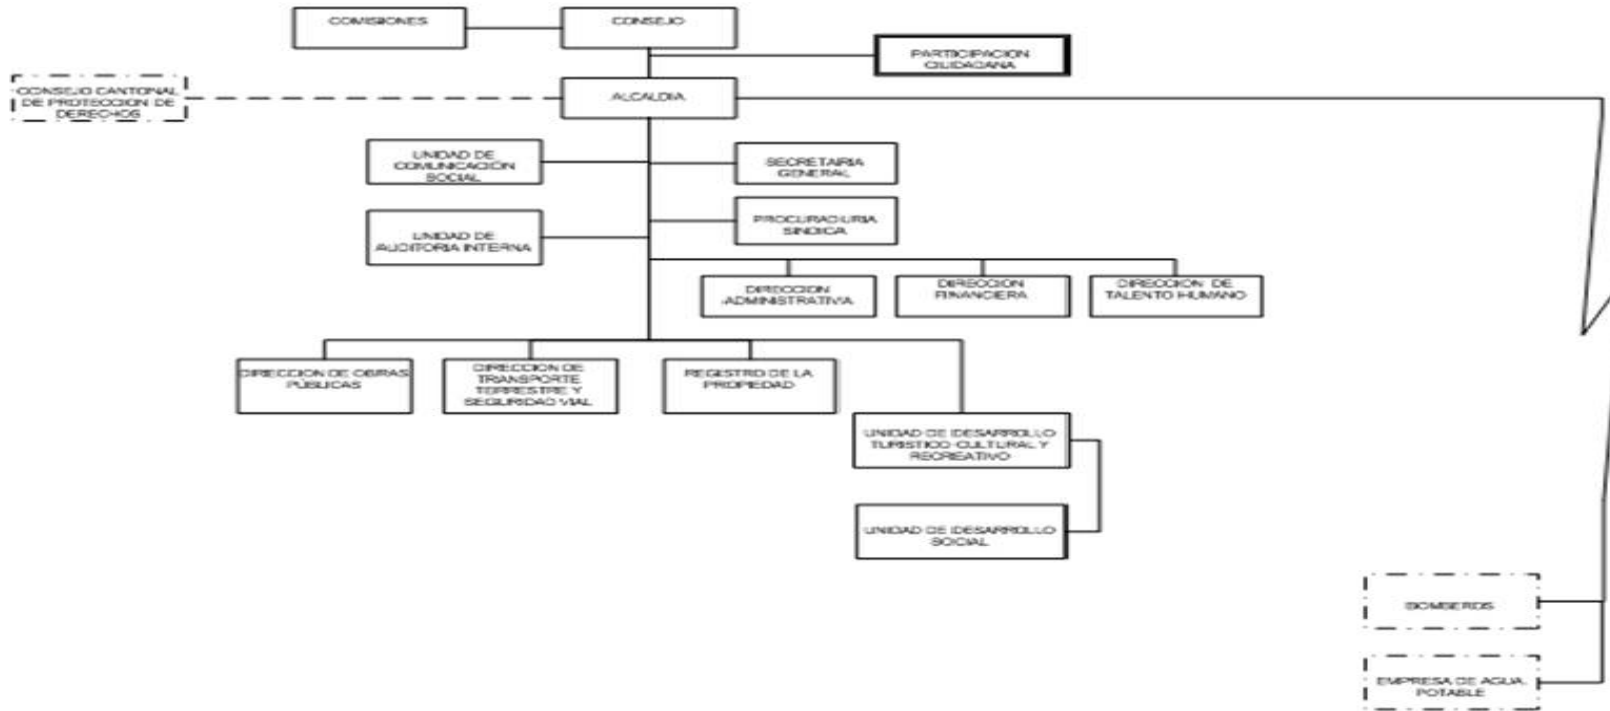 COMISIONES
CONSEJO
PARTICIPACION
CIUDADANA
CONSEJO CANTONAL
DE PROTECCION DE
DERECHOS
ALCALDIA
UNIDAD DE
COMUNICACIÓN
SOCIAL
SECRETARIA
GENERAL
UNIDAD DE
AUDITORIA INTERNA
PROCURADURIA
SINDICA
DIRECCION
ADMINISTRATIVA
DIRECCION
FINANCIERA
DIRECCION DE
TALENTO HUMANO
DIRECCION DE OBRAS
PÚBLICAS
DIRECCION DE
TRANSPORTE
TERRESTRE Y
SEGURIDAD VIAL
REGISTRO DE LA
PROPIEDAD
UNIDAD DE DESARROLLO
TURISTICO-CULTURAL Y
RECREATIVO
UNIDAD DE DESARROLLO
SOCIAL
BOMBEROS
EMPRESA DE AGUA
POTABLE